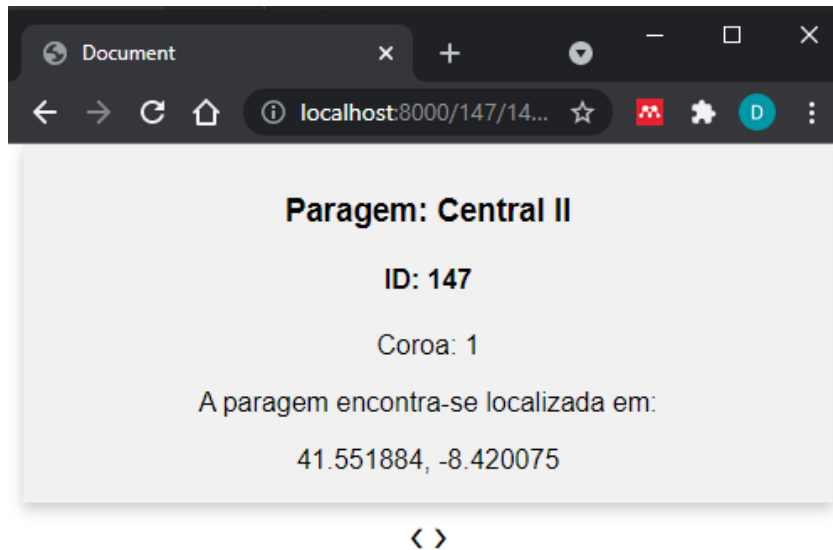 Document
localhost:8000/147/14...
D
Paragem: Central II
ID: 147
Coroa: 1
A paragem encontra-se localizada em:
41.551884, -8.420075
‹ ›